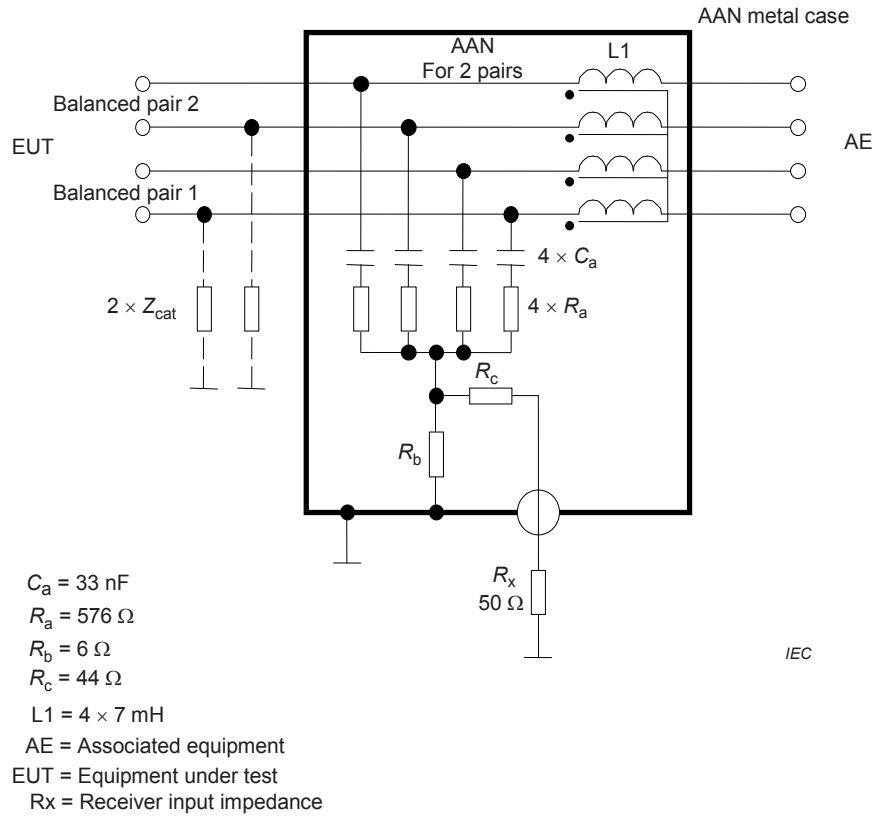 AAN metal case
AAN
For 2 pairs
L1
Balanced pair 2
EUT
AE
Balanced pair 1
4 × Ca
2 × Zcat
4 × Ra
Rc
Rb
Rx
50 Ω
Ca = 33 nF
Ra = 576 Ω
Rb = 6 Ω
Rc = 44 Ω
L1 = 4 × 7 mH
AE = Associated equipment
EUT = Equipment under test
Rx = Receiver input impedance
IEC